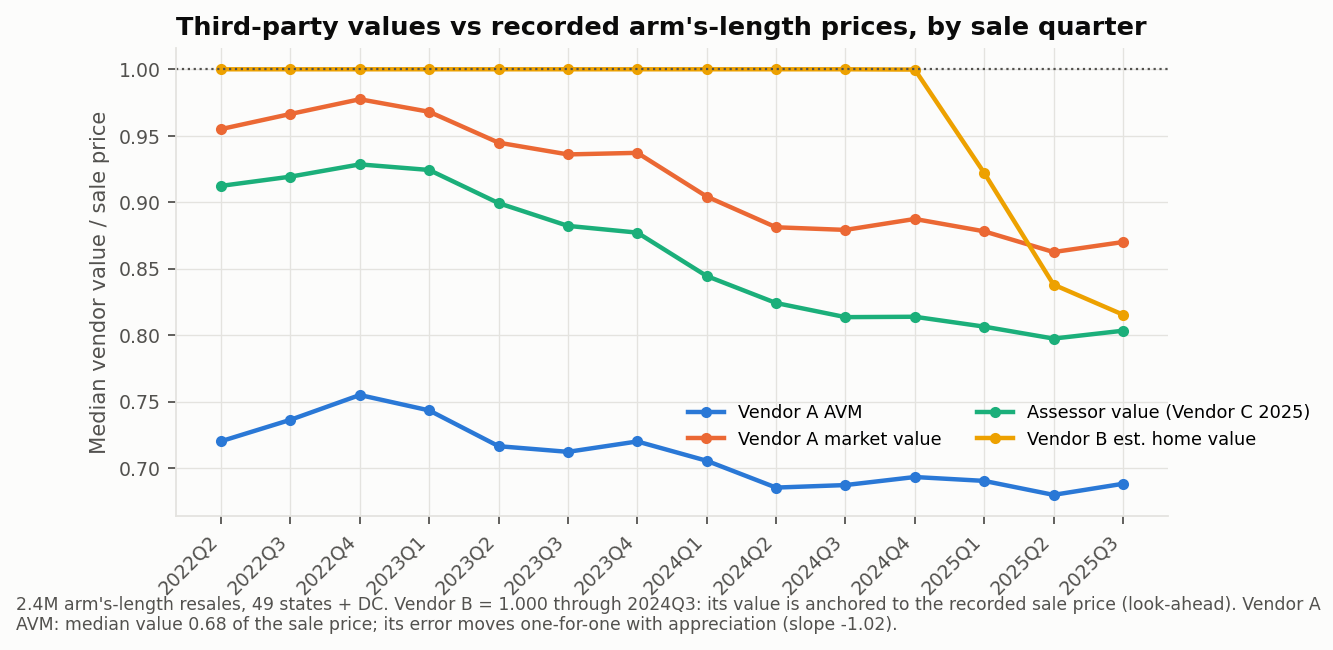 Third-party values vs recorded arm's-length prices, by sale quarter
Median vendor value / sale price
1.00
0.95
0.90
0.85
0.80
0.75
0.70
Vendor A AVM
Vendor A market value
Assessor value (Vendor C 2025)
Vendor B est. home value
2022Q2
2022Q3
2022Q4
2023Q1
2023Q2
2023Q3
2023Q4
2024Q1
2024Q2
2024Q3
2024Q4
2025Q1
2025Q2
2025Q3
2.4M arm's-length resales, 49 states + DC. Vendor B = 1.000 through 2024Q3: its value is anchored to the recorded sale price (look-ahead). Vendor A
AVM: median value 0.68 of the sale price; its error moves one-for-one with appreciation (slope -1.02).